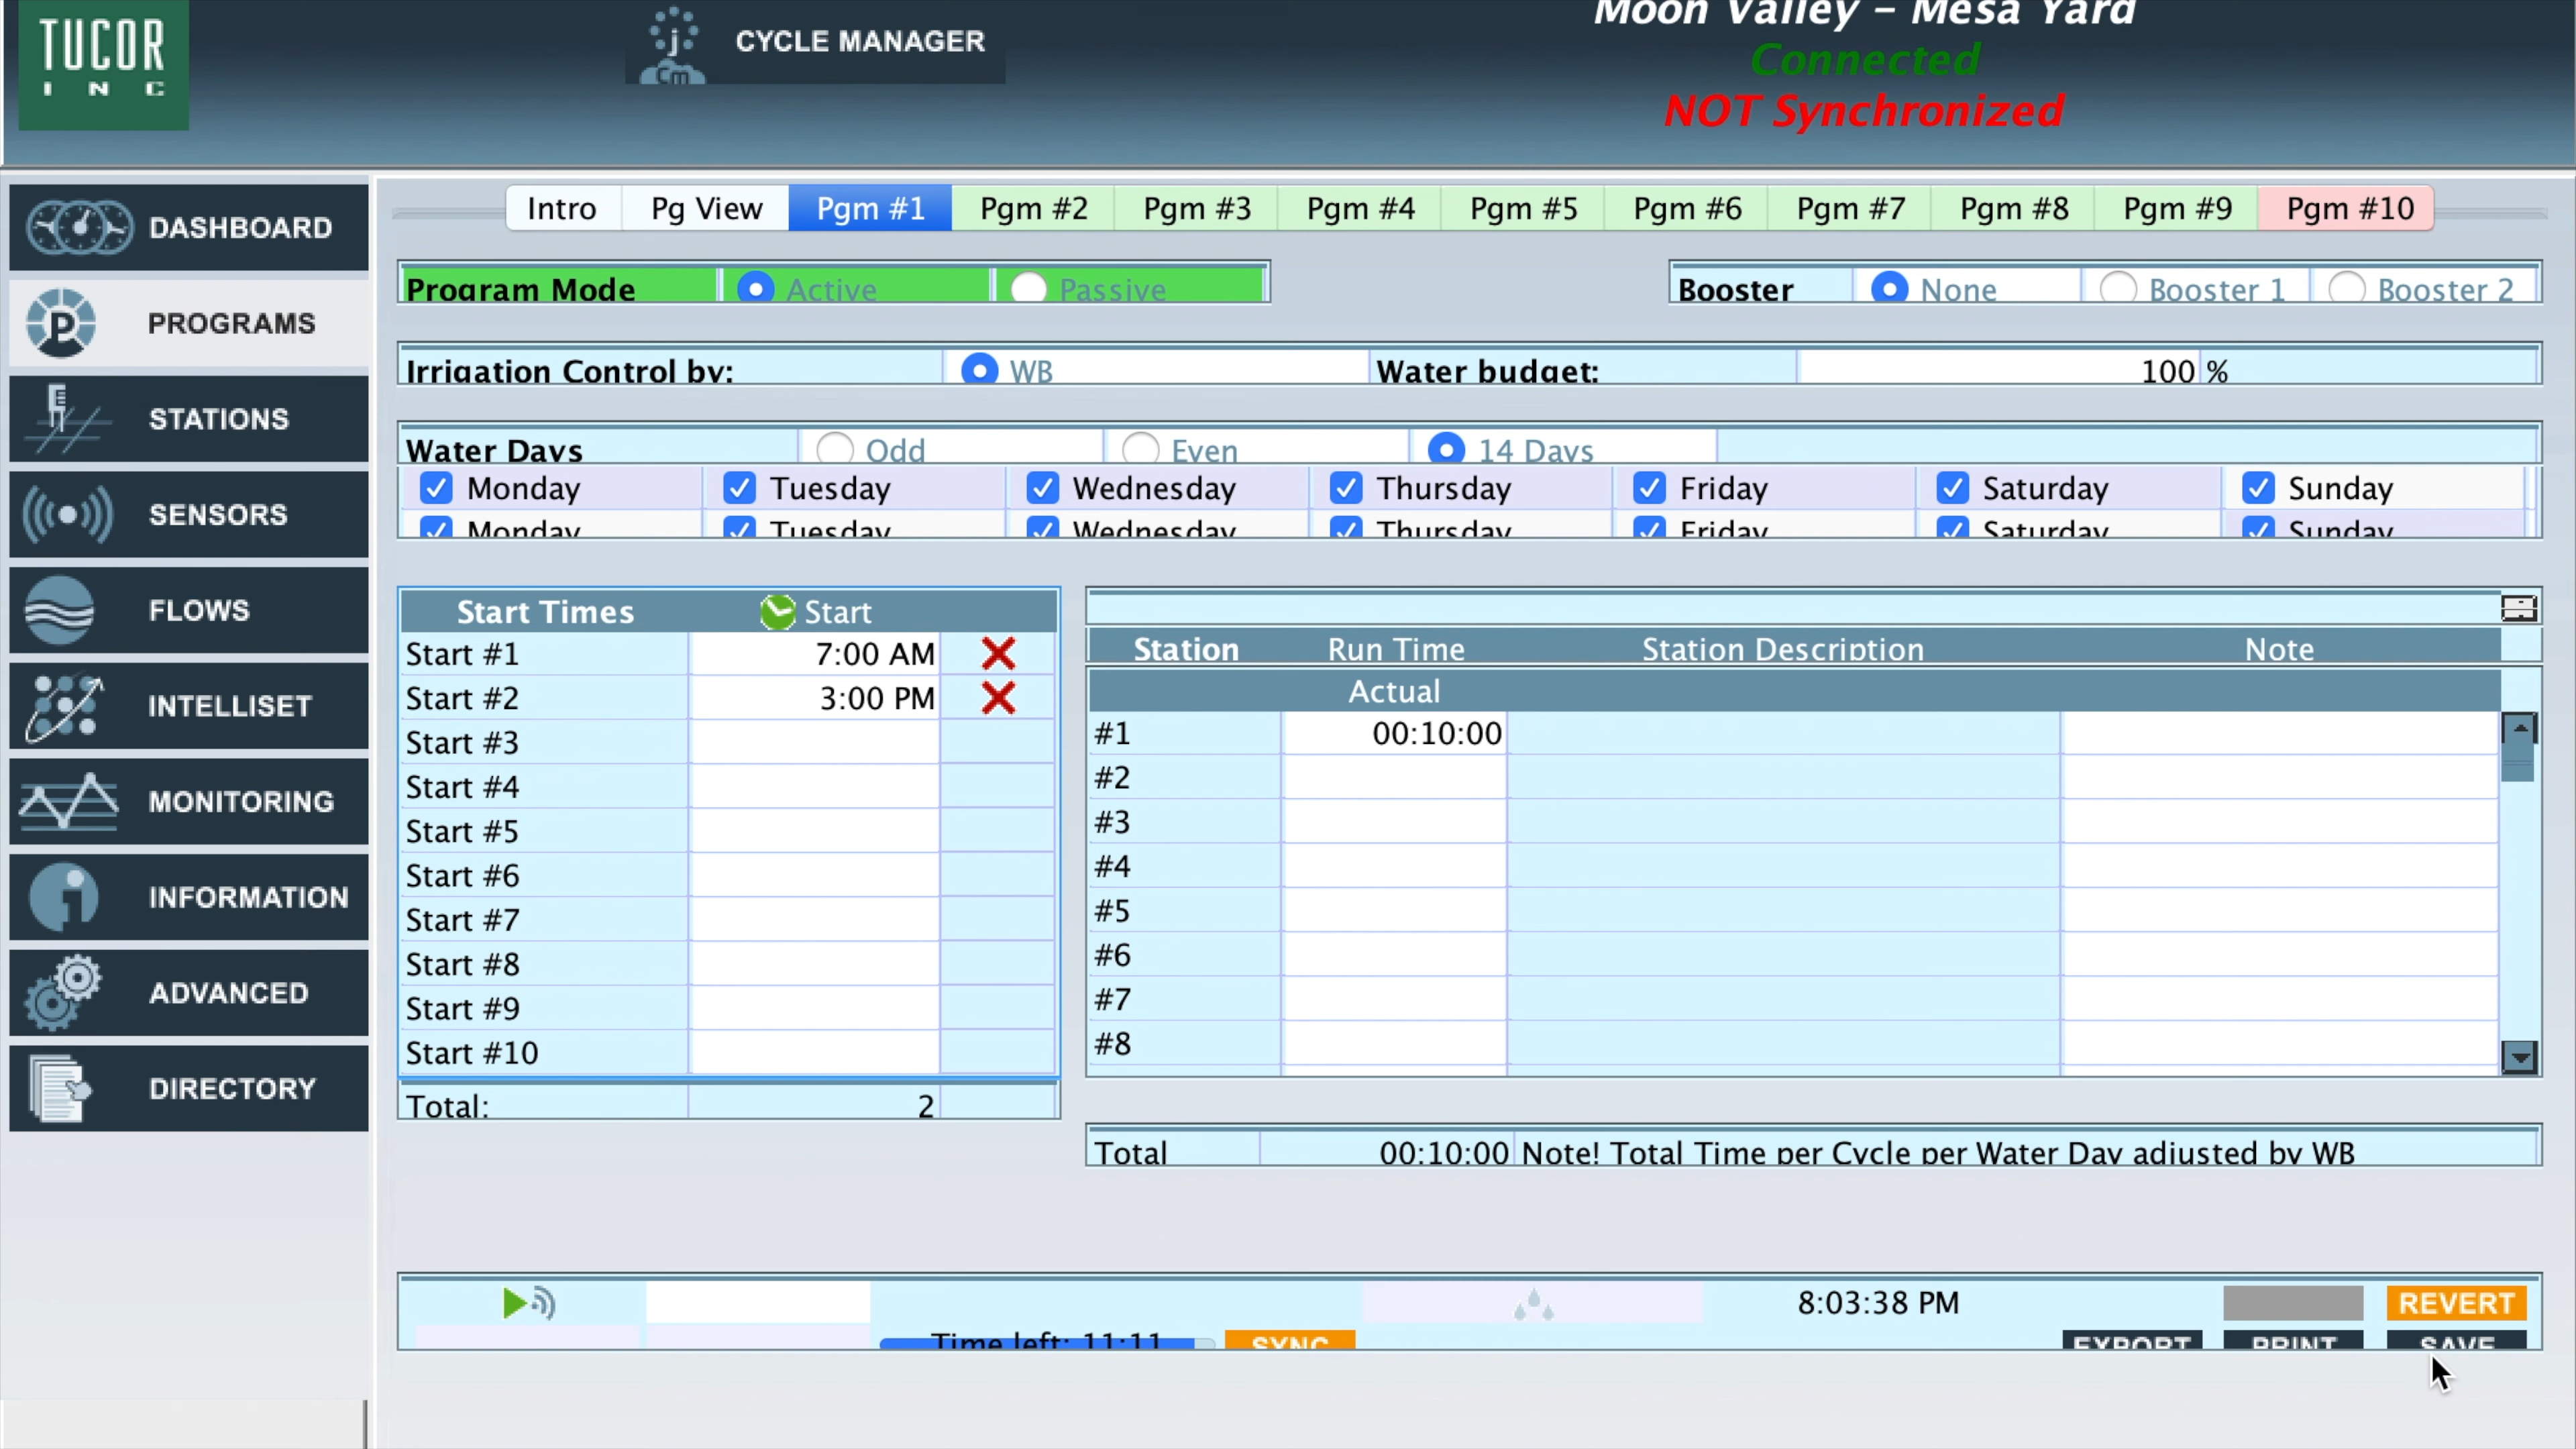 TUCOR
INC
j
Cm
CYCLE MANAGER
Moon Valley – Mesa Yard
Connected
NOT Synchronized
DASHBOARD
P PROGRAMS
STATIONS
SENSORS
FLOWS
INTELLISET
MONITORING
INFORMATION
ADVANCED
DIRECTORY
Intro Pg View Pgm #1 Pgm #2 Pgm #3 Pgm #4 Pgm #5 Pgm #6 Pgm #7 Pgm #8 Pgm #9 Pgm #10
Program Mode Active Passive
Booster None Booster 1 Booster 2
Irrigation Control by: WB Water budget: 100 %
Water Days Odd Even 14 Days
Monday Tuesday Wednesday Thursday Friday Saturday Sunday
Monday Tuesday Wednesday Thursday Friday Saturday Sunday
Start Times Start
Start #1 7:00 AM
Start #2 3:00 PM
Start #3
Start #4
Start #5
Start #6
Start #7
Start #8
Start #9
Start #10
Total: 2
Station Run Time Station Description Note
Actual
#1 00:10:00
#2
#3
#4
#5
#6
#7
#8
Total 00:10:00 Note! Total Time per Cycle per Water Day adjusted by WB
8:03:38 PM REVERT
Time left: 11:11 SYNC EXPORT PRINT SAVE